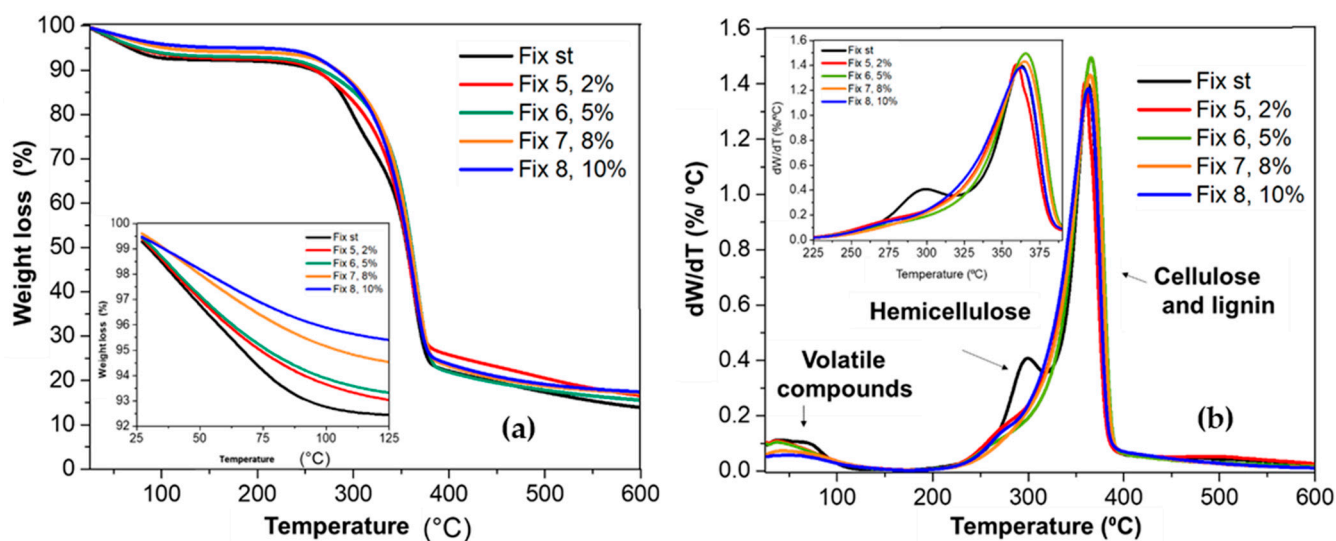 100
90
80
70
60
50
40
30
20
10
0
Weight loss (%)
Fix st
Fix 5, 2%
Fix 6, 5%
Fix 7, 8%
Fix 8, 10%
100
99
98
97
96
95
94
93
92
Weight loss (%)
Fix st
Fix 5, 2%
Fix 6, 5%
Fix 7, 8%
Fix 8, 10%
25 50 75 100 125
Temperature (°C)
(a)
100 200 300 400 500 600
Temperature (°C)
1.6
1.4
1.2
1.0
0.8
0.6
0.4
0.2
0.0
dW/dT (%/ ºC)
1.6
1.4
1.2
1.0
0.8
0.6
0.4
0.2
0.0
dW/dT (%/ºC)
Fix st
Fix 5, 2%
Fix 6, 5%
Fix 7, 8%
Fix 8, 10%
225 250 275 300 325 350 375
Temperature (ºC)
Fix st
Fix 5, 2%
Fix 6, 5%
Fix 7, 8%
Fix 8, 10%
Hemicellulose
Cellulose
and lignin
Volatile
compounds
(b)
100 200 300 400 500 600
Temperature (ºC)